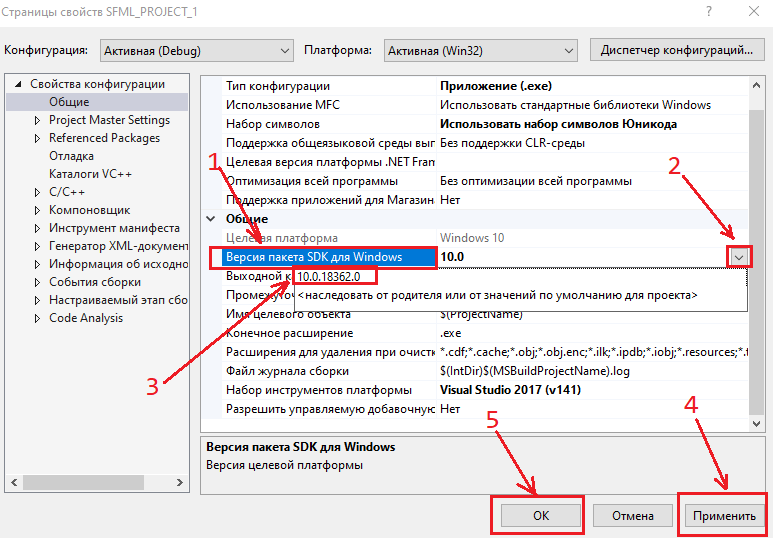 Страницы свойств SFML_PROJECT_1
?
Конфигурация: Активная (Debug) Платформа: Активная (Win32) Диспетчер конфигураций...
Свойства конфигурации
Общие
Project Master Settings
Referenced Packages
Отладка
Каталоги VC++
C/C++
Компоновщик
Инструмент манифеста
Генератор XML-документ
Информация об исходно
События сборки
Настраиваемый этап сбо
Code Analysis
Тип конфигурации Приложение (.exe)
Использование MFC Использовать стандартные библиотеки Windows
Набор символов Использовать набор символов Юникода
Поддержка общеязыковой среды вып Без поддержки CLR-среды
Целевая версия платформы .NET Fram
Оптимизация всей программы Без оптимизации всей программы
Поддержка приложений для Магазин Нет
Общие
Целевая платформа Windows 10
Версия пакета SDK для Windows 10.0
Выходной к 10.0.18362.0
Промежуточ <наследовать от родителя или от значений по умолчанию для проекта>
Имя целевого объекта $(ProjectName)
Конечное расширение .exe
Расширения для удаления при очистк *.cdf;*.cache;*.obj;*.obj.enc;*.ilk;*.ipdb;*.iobj;*.resources;*.t
Файл журнала сборки $(IntDir)$(MSBuildProjectName).log
Набор инструментов платформы Visual Studio 2017 (v141)
Разрешить управляемую добавочную Нет
1
2
3
4
5
Версия пакета SDK для Windows
Версия целевой платформы
ОК Отмена Применить